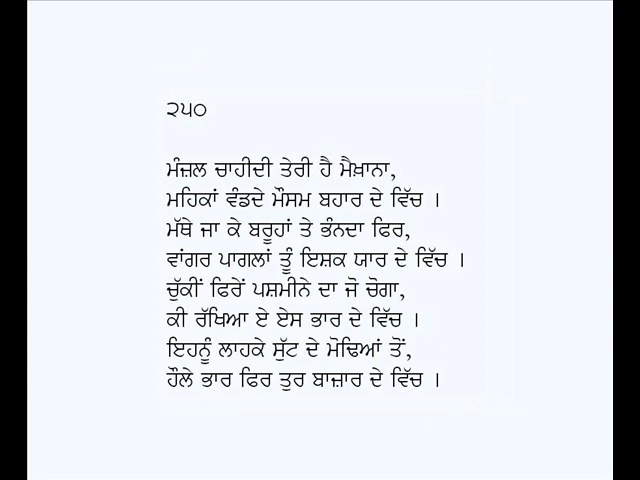 ੨੫੦
ਮੰਜ਼ਲ ਚਾਹੀਦੀ ਤੇਰੀ ਹੈ ਮੈਖ਼ਾਨਾ,
ਮਹਿਕਾਂ ਵੰਡਦੇ ਮੌਸਮ ਬਹਾਰ ਦੇ ਵਿੱਚ ।
ਮੱਥੇ ਜਾ ਕੇ ਬਰੂਹਾਂ ਤੇ ਭੰਨਦਾ ਫਿਰ,
ਵਾਂਗਰ ਪਾਗਲਾਂ ਤੂੰ ਇਸ਼ਕ ਯਾਰ ਦੇ ਵਿੱਚ ।
ਚੁੱਕੀਂ ਫਿਰੇਂ ਪਸ਼ਮੀਨੇ ਦਾ ਜੋ ਚੋਗਾ,
ਕੀ ਰੱਖਿਆ ਏ ਏਸ ਭਾਰ ਦੇ ਵਿੱਚ ।
ਇਹਨੂੰ ਲਾਹਕੇ ਸੁੱਟ ਦੇ ਮੋਢਿਆਂ ਤੋਂ,
ਹੌਲੇ ਭਾਰ ਫਿਰ ਤੁਰ ਬਾਜ਼ਾਰ ਦੇ ਵਿੱਚ ।